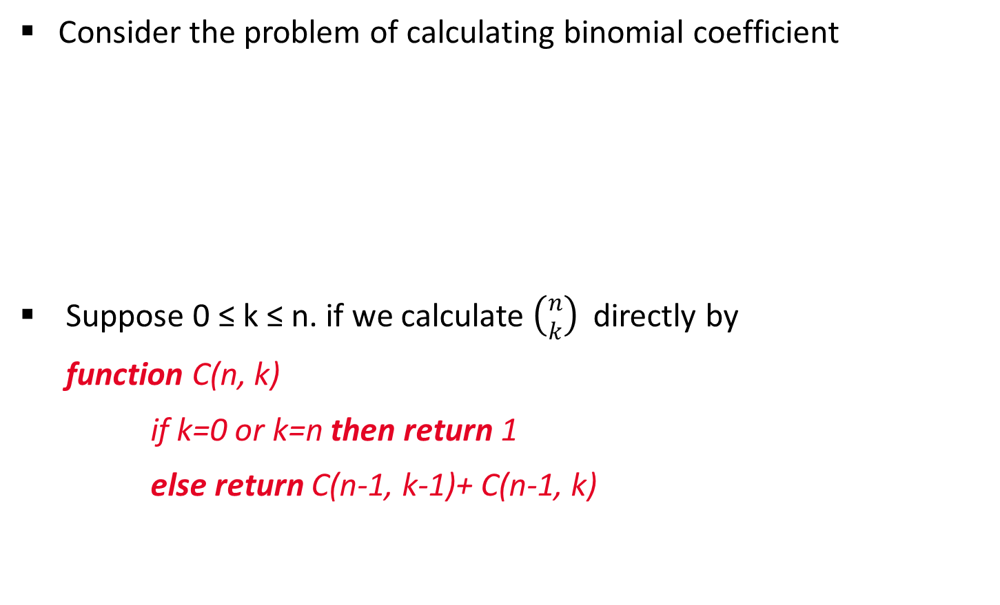 ▪ Consider the problem of calculating binomial coefficient
▪ Suppose 0 ≤ k ≤ n. if we calculate (n k) directly by
function C(n, k)
if k=0 or k=n then return 1
else return C(n-1, k-1)+ C(n-1, k)